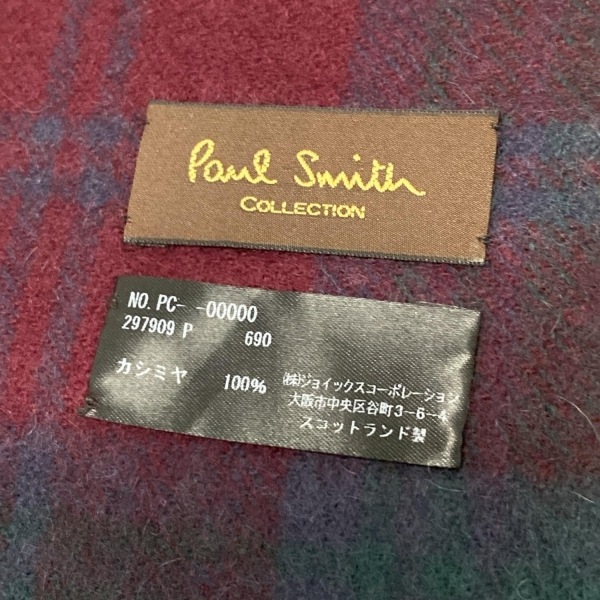 Paul Smith
COLLECTION
NO. PC- -00000
297909 P 690
カシミヤ 100%
㈱ジョイックスコーポレーション
大阪市中央区谷町3-6-4
スコットランド製